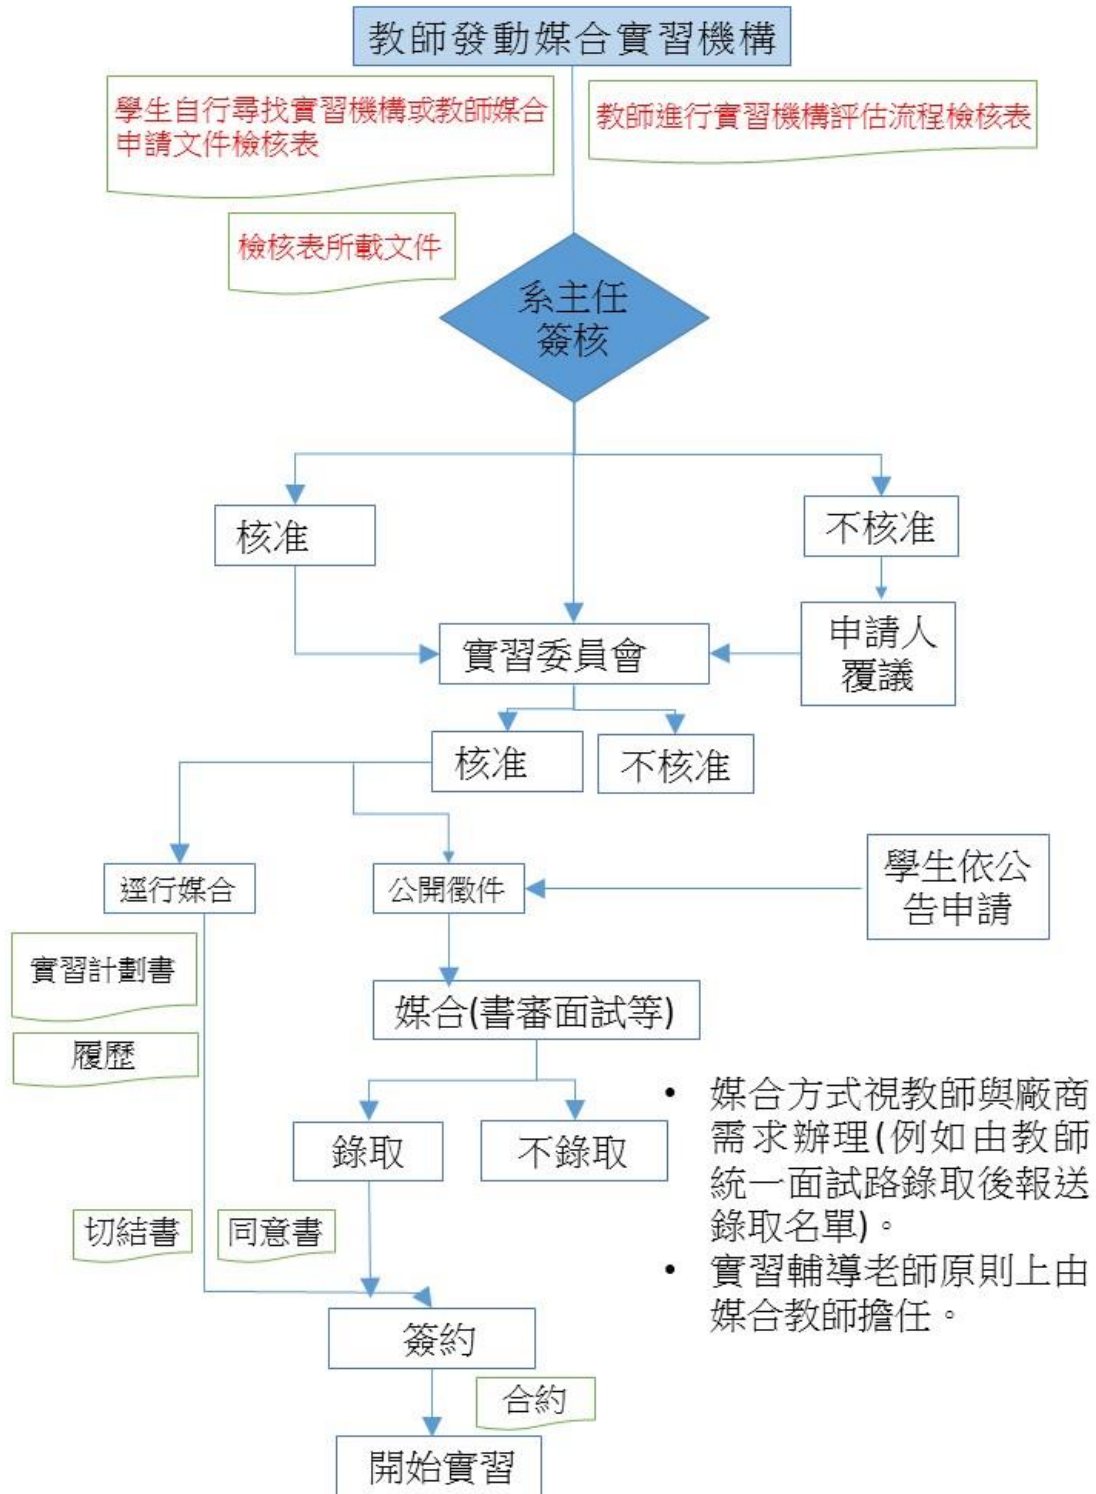 教師發動媒合實習機構
學生自行尋找實習機構或教師媒合
申請文件檢核表
教師進行實習機構評估流程檢核表
檢核表所載文件
系主任
簽核
核准
不核准
申請人
覆議
實習委員會
核准
不核准
逕行媒合
公開徵件
學生依公
告申請
實習計劃書
履歷
媒合(書審面試等)
錄取
不錄取
• 媒合方式視教師與廠商
需求辦理(例如由教師
統一面試路錄取後報送
錄取名單)。
• 實習輔導老師原則上由
媒合教師擔任。
切結書
同意書
簽約
合約
開始實習